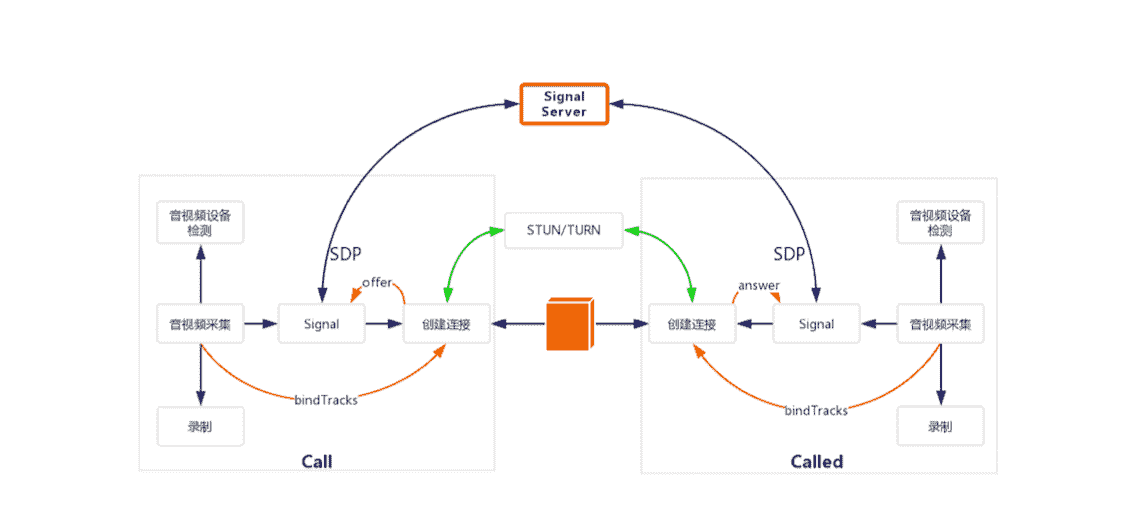 Signal
Server
音视频设备
检测
STUN/TURN
音视频设备
检测
SDP
SDP
offer
answer
音视频采集
Signal
创建连接
创建连接
Signal
音视频采集
bindTracks
bindTracks
录制
录制
Call
Called